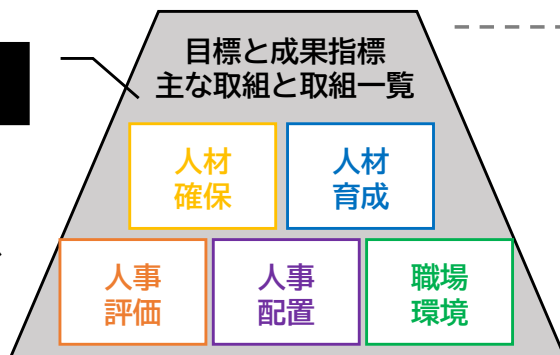 目標と成果指標
主な取組と取組一覧
人材
確保
人材
育成
人事
評価
人事
配置
職場
環境